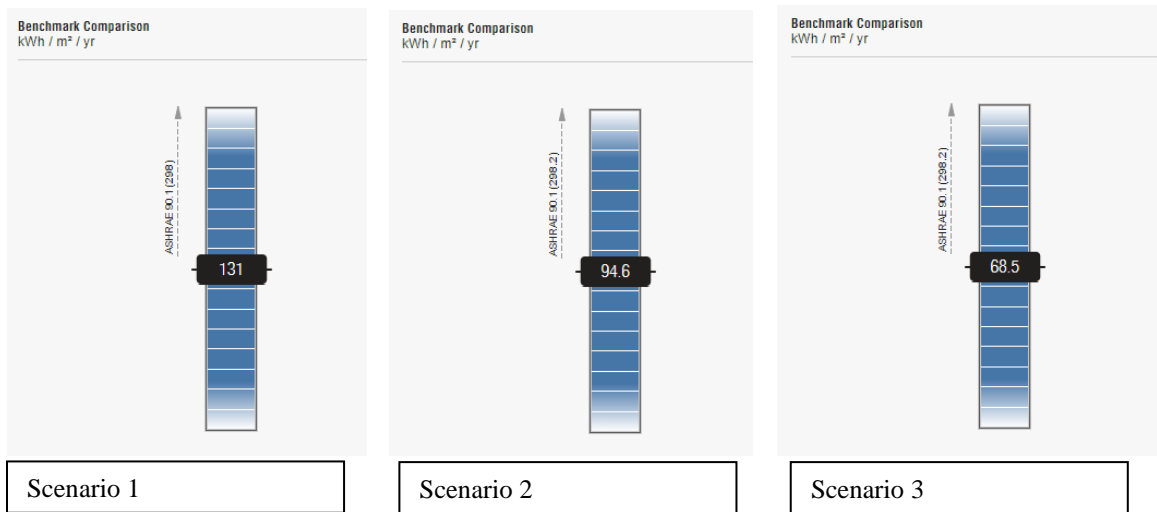 Benchmark Comparison
kWh / m² / yr
ASHRAE 90.1 (298)
131
Scenario 1
Benchmark Comparison
kWh / m² / yr
ASHRAE 90.1 (298.2)
94.6
Scenario 2
Benchmark Comparison
kWh / m² / yr
ASHRAE 90.1 (298.2)
68.5
Scenario 3